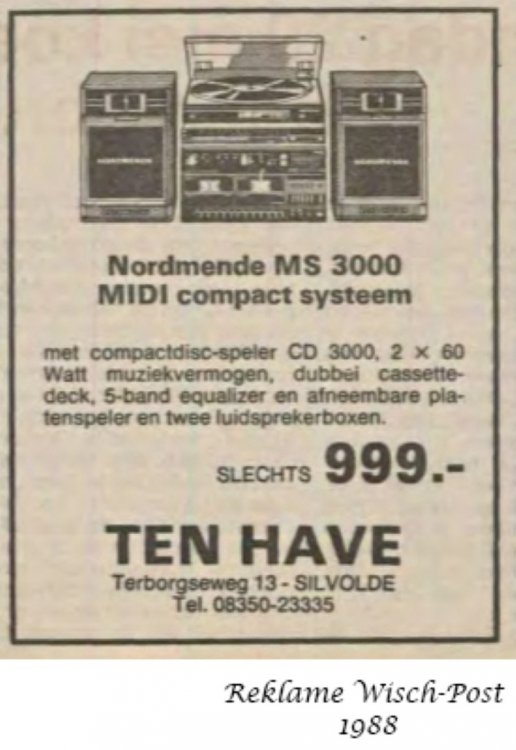 Nordmende MS 3000
MIDI compact systeem
met compactdisc-speler CD 3000, 2 × 60
Watt muziekvermogen, dubbel cassette-
deck, 5-band equalizer en afneembare pla-
tenspeler en twee luidsprekerboxen.
SLECHTS 999.-
TEN HAVE
Terborgseweg 13 - SILVOLDE
Tel. 08350-23335
Reklame Wisch-Post
1988